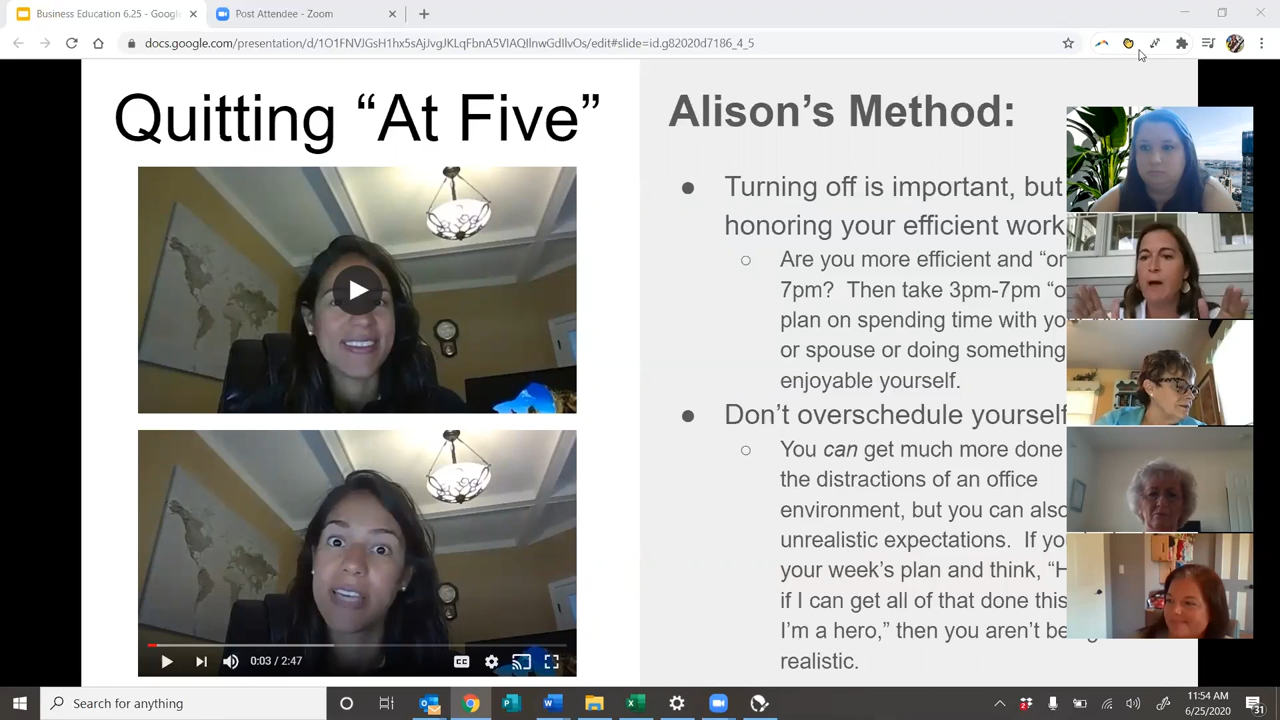 Business Education 6.25 - Googl
Post Attendee - Zoom
docs.google.com/presentation/d/1O1FNVJGsH1hx5sAjJvgJKLqFbnA5VIAQIlnwGdIlvOs/edit#slide=id.g82020d7186_4_5
Quitting “At Five”
0:03 / 2:47
CC
Alison’s Method:
● Turning off is important, but
honoring your efficient work
○ Are you more efficient and “o
7pm? Then take 3pm-7pm “o
plan on spending time with yo
or spouse or doing something
enjoyable yourself.
● Don’t overschedule yourself
○ You can get much more done
the distractions of an office
environment, but you can also
unrealistic expectations. If yo
your week’s plan and think, “H
if I can get all of that done this
I’m a hero,” then you aren’t be g
realistic.
Search for anything
11:54 AM
6/25/2020
31